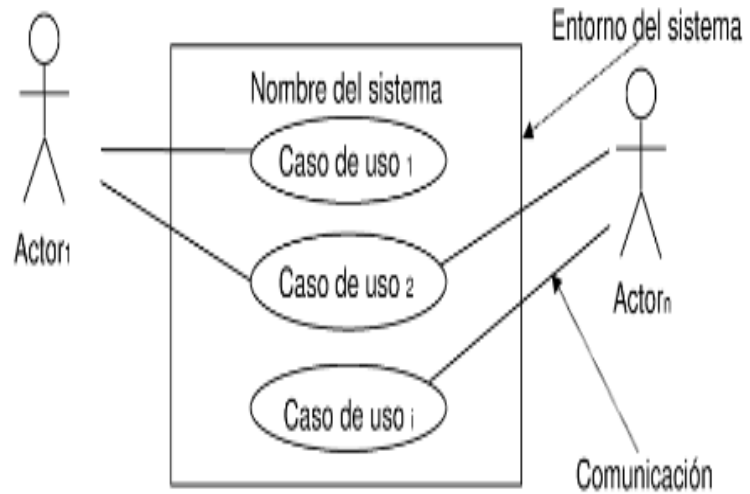 Entorno del sistema
Nombre del sistema
Caso de uso 1
Actor1
Caso de uso 2
Actorn
Caso de uso i
Comunicación